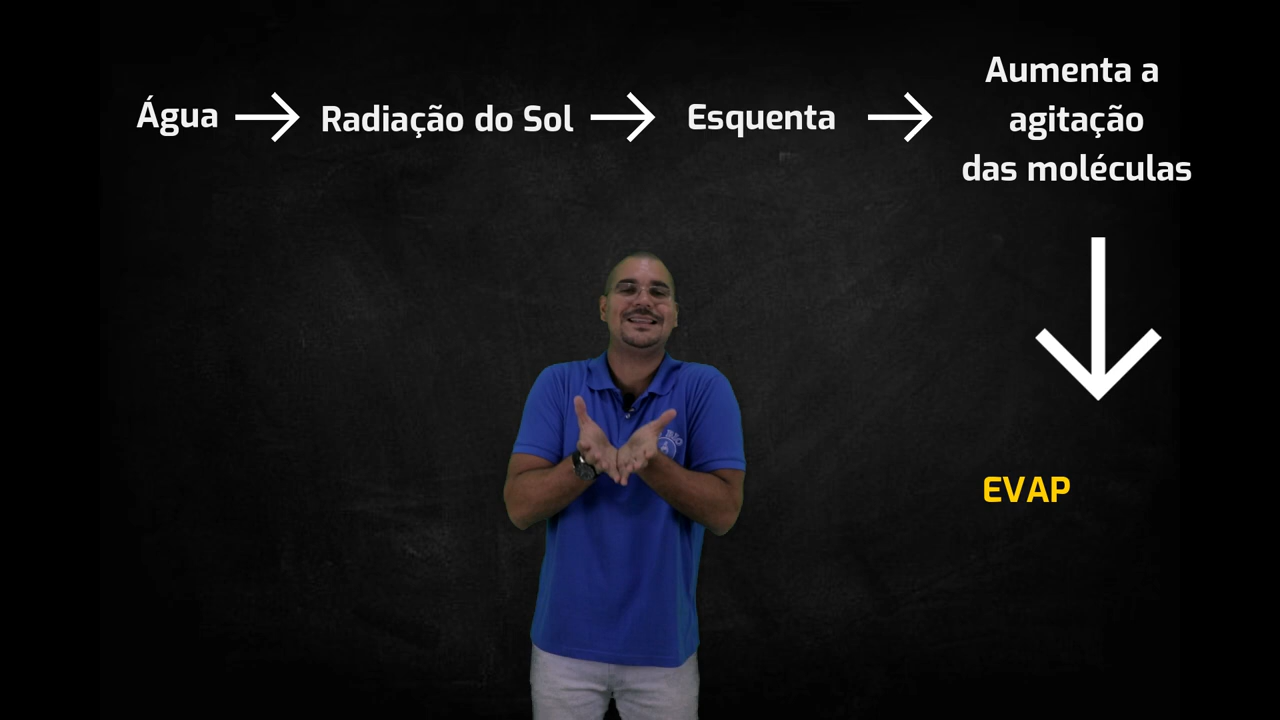 Água
Radiação do Sol
Esquenta
Aumenta a
agitação
das moléculas
EVAP